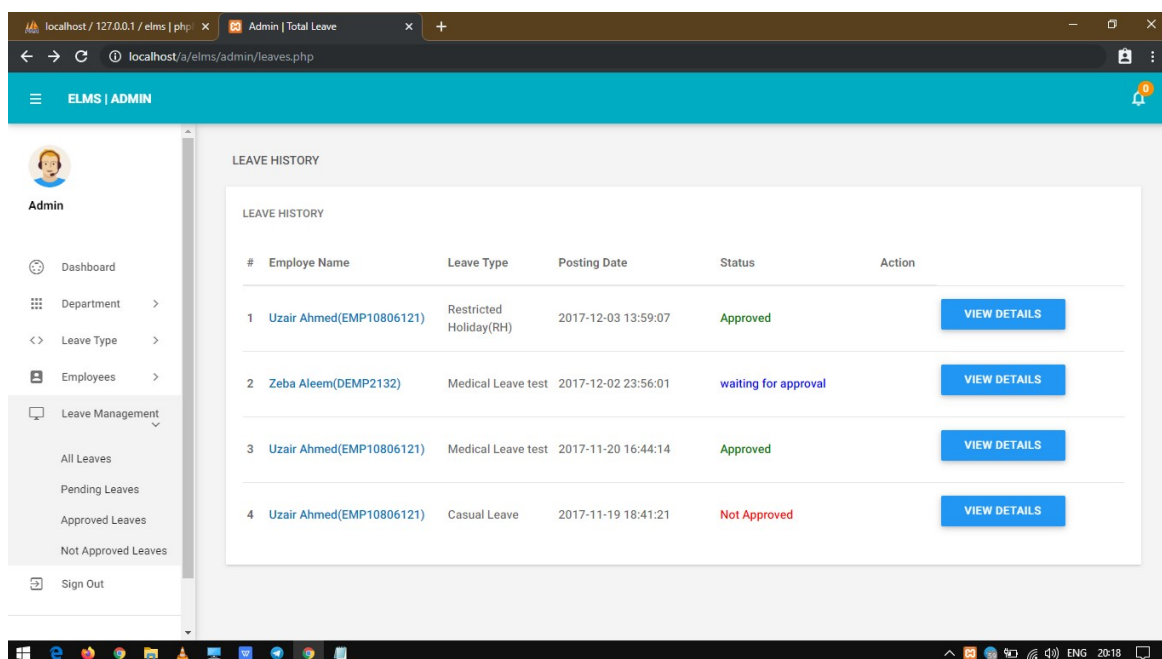 localhost / 127.0.0.1 / elms | php
Admin | Total Leave
localhost/a/elms/admin/leaves.php
ELMS | ADMIN
0
Admin
Dashboard
Department
Leave Type
Employees
Leave Management
All Leaves
Pending Leaves
Approved Leaves
Not Approved Leaves
Sign Out
LEAVE HISTORY
LEAVE HISTORY
# Employe Name Leave Type Posting Date Status Action
1 Uzair Ahmed(EMP10806121) Restricted Holiday(RH) 2017-12-03 13:59:07 Approved VIEW DETAILS
2 Zeba Aleem(DEMP2132) Medical Leave test 2017-12-02 23:56:01 waiting for approval VIEW DETAILS
3 Uzair Ahmed(EMP10806121) Medical Leave test 2017-11-20 16:44:14 Approved VIEW DETAILS
4 Uzair Ahmed(EMP10806121) Casual Leave 2017-11-19 18:41:21 Not Approved VIEW DETAILS
ENG 20:18